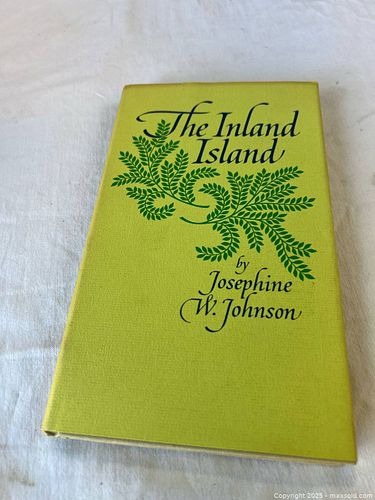 The Inland
Island
by
Josephine
W. Johnson
Copyright 2025 - maxsold.com